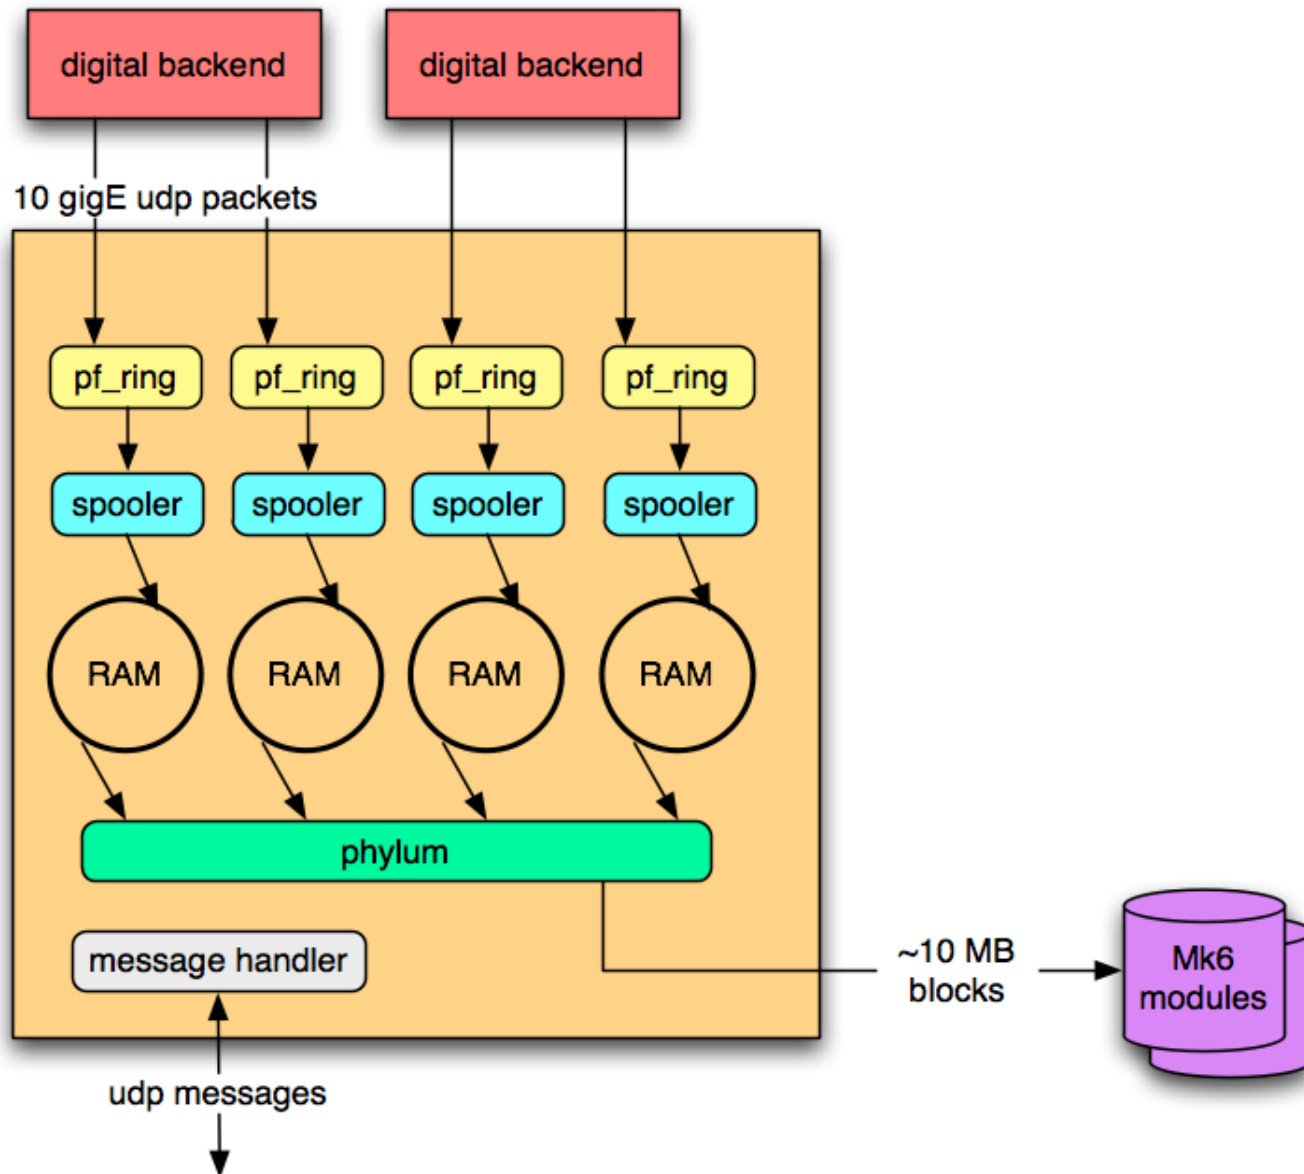 digital backend
digital backend
10 gigE udp packets
pf_ring
pf_ring
pf_ring
pf_ring
spooler
spooler
spooler
spooler
RAM
RAM
RAM
RAM
phylum
message handler
~10 MB
blocks
Mk6
modules
udp messages